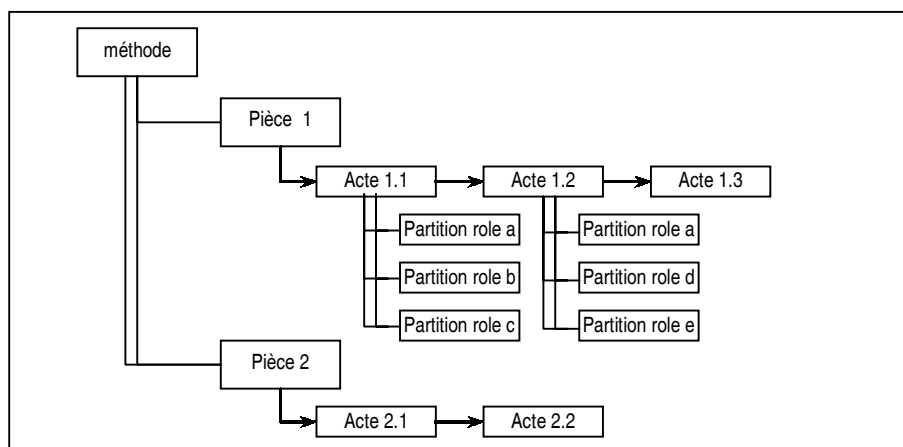 méthode
Pièce 1
Acte 1.1
Acte 1.2
Acte 1.3
Partition role a
Partition role a
Partition role b
Partition role d
Partition role c
Partition role e
Pièce 2
Acte 2.1
Acte 2.2